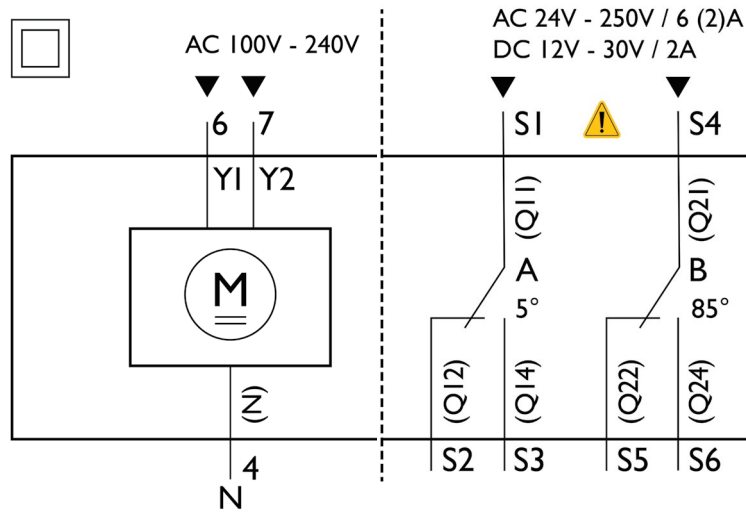 AC 100V - 240V
AC 24V - 250V / 6 (2)A
DC 12V - 30V / 2A
6 7 S1 S4
Y1 Y2 (Q11) (Q21)
A B
M 5° 85°
(N) (Q12) (Q14) (Q22) (Q24)
4 S2 S3 S5 S6
N